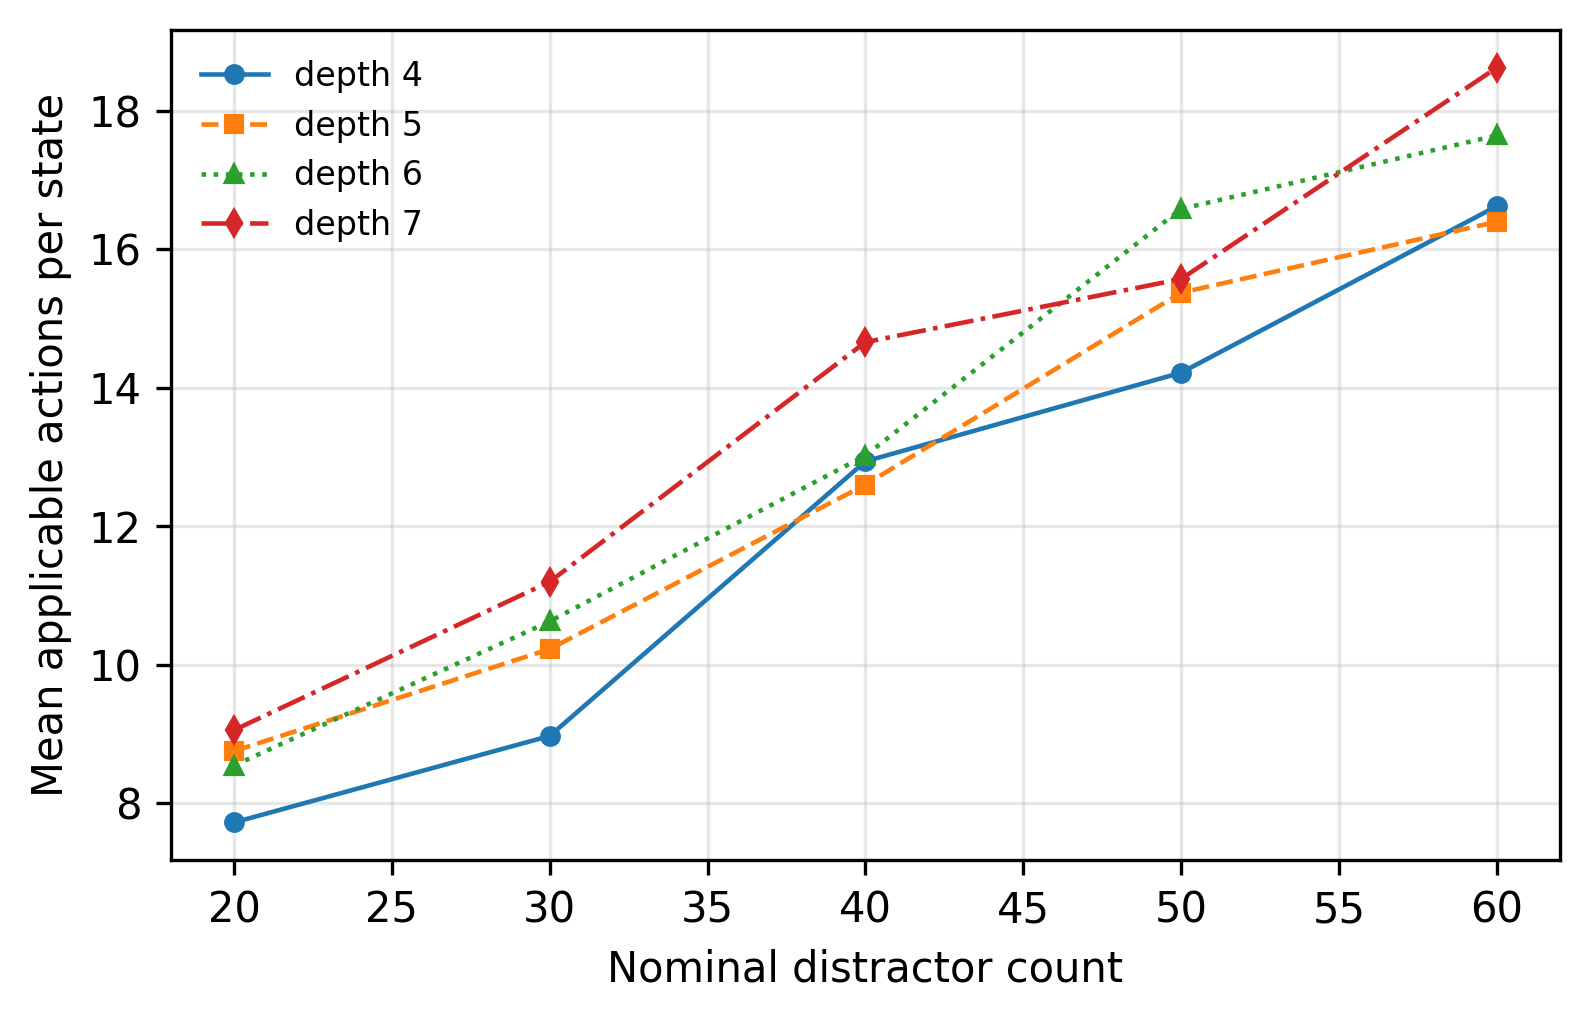 depth 4
depth 5
depth 6
depth 7
Mean applicable actions per state
18
16
14
12
10
8
20 25 30 35 40 45 50 55 60
Nominal distractor count